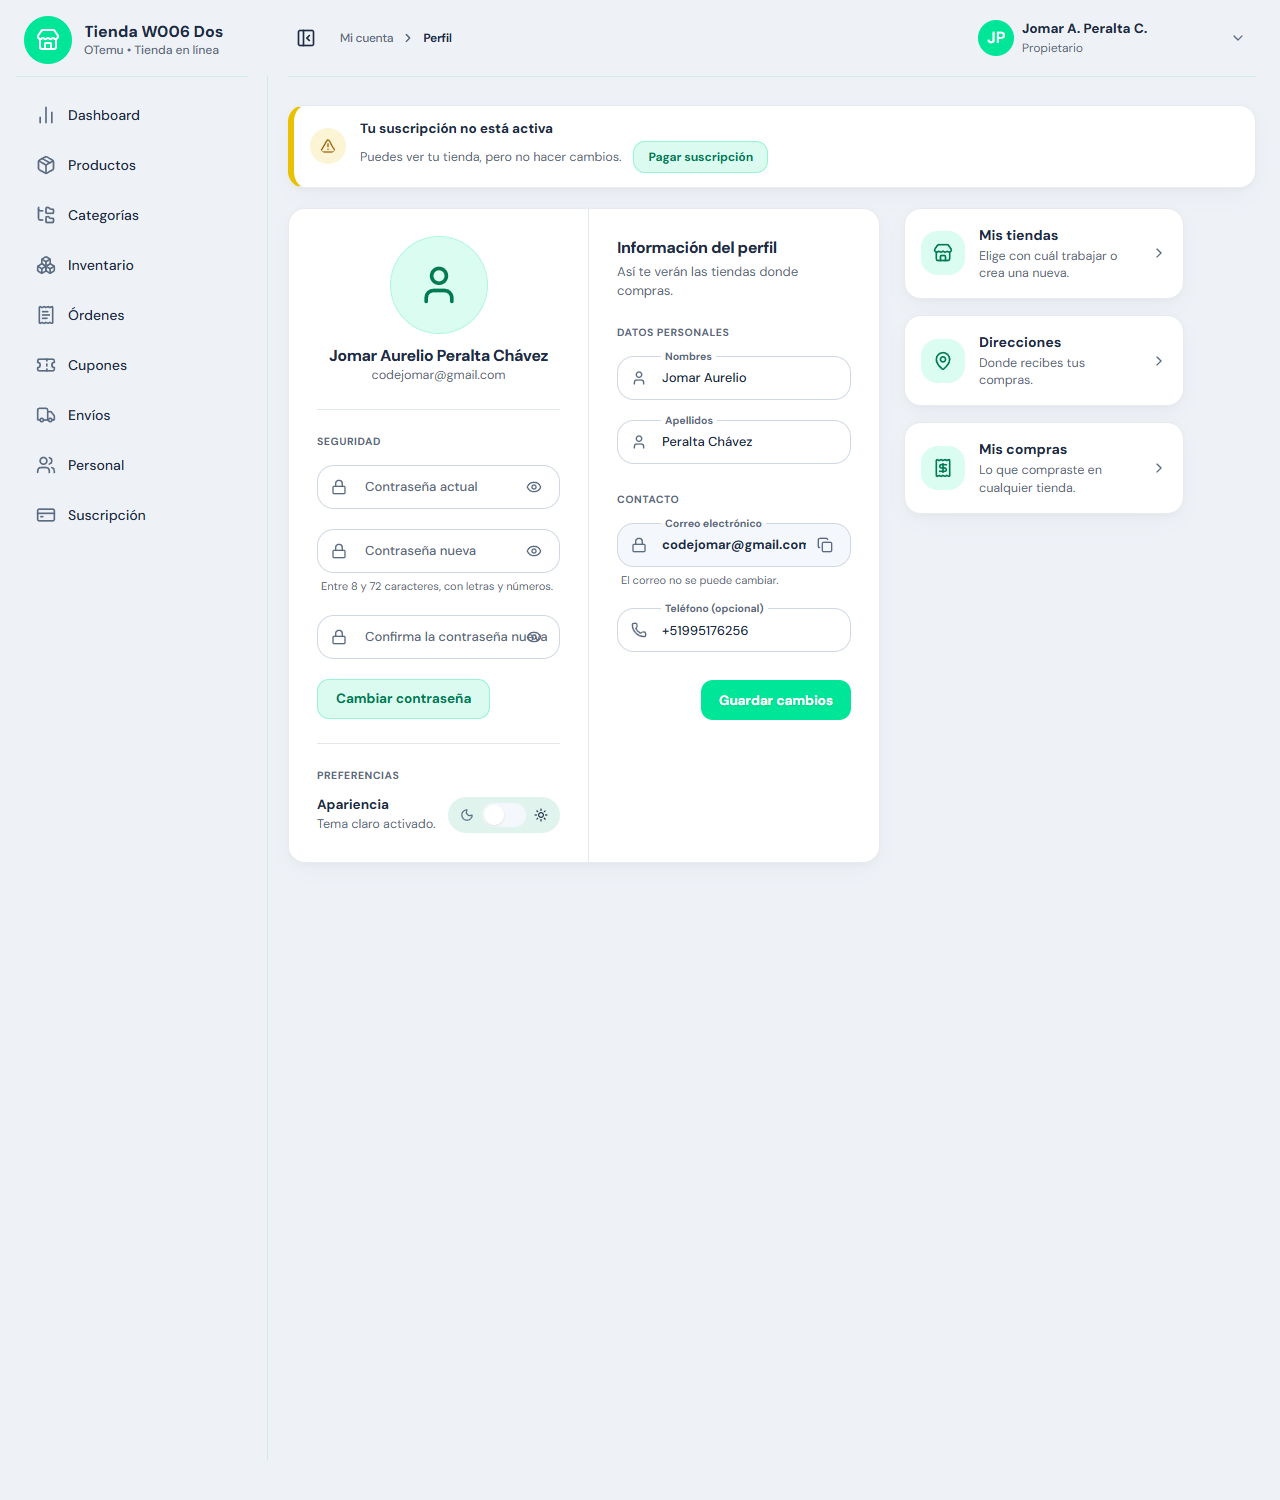 Tienda W006 Dos
OTemu • Tienda en línea
Mi cuenta
Perfil
JP
Jomar A. Peralta C.
Propietario
Dashboard
Productos
Categorías
Inventario
Órdenes
Cupones
Envíos
Personal
Suscripción
Tu suscripción no está activa
Puedes ver tu tienda, pero no hacer cambios.
Pagar suscripción
Jomar Aurelio Peralta Chávez
codejomar@gmail.com
SEGURIDAD
Contraseña actual
Contraseña nueva
Entre 8 y 72 caracteres, con letras y números.
Confirma la contraseña nueva
Cambiar contraseña
PREFERENCIAS
Apariencia
Tema claro activado.
Información del perfil
Así te verán las tiendas donde
compras.
DATOS PERSONALES
Nombres
Jomar Aurelio
Apellidos
Peralta Chávez
CONTACTO
Correo electrónico
codejomar@gmail.com
El correo no se puede cambiar.
Teléfono (opcional)
+51995176256
Guardar cambios
Mis tiendas
Elige con cuál trabajar o
crea una nueva.
Direcciones
Donde recibes tus
compras.
Mis compras
Lo que compraste en
cualquier tienda.